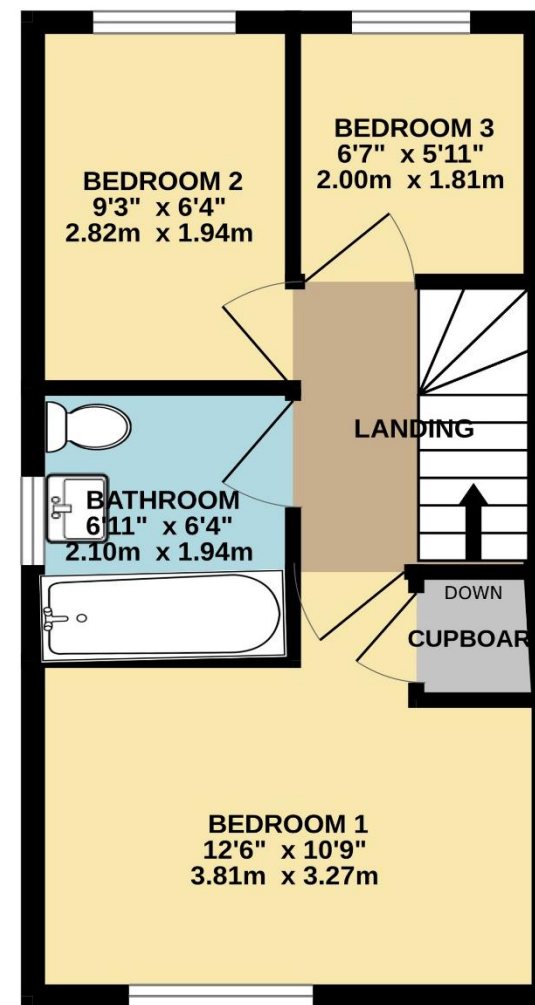 BEDROOM 2
9'3" x 6'4"
2.82m x 1.94m
BEDROOM 3
6'7" x 5'11"
2.00m x 1.81m
LANDING
BATHROOM
6'11" x 6'4"
2.10m x 1.94m
DOWN
CUPBOAR
BEDROOM 1
12'6" x 10'9"
3.81m x 3.27m